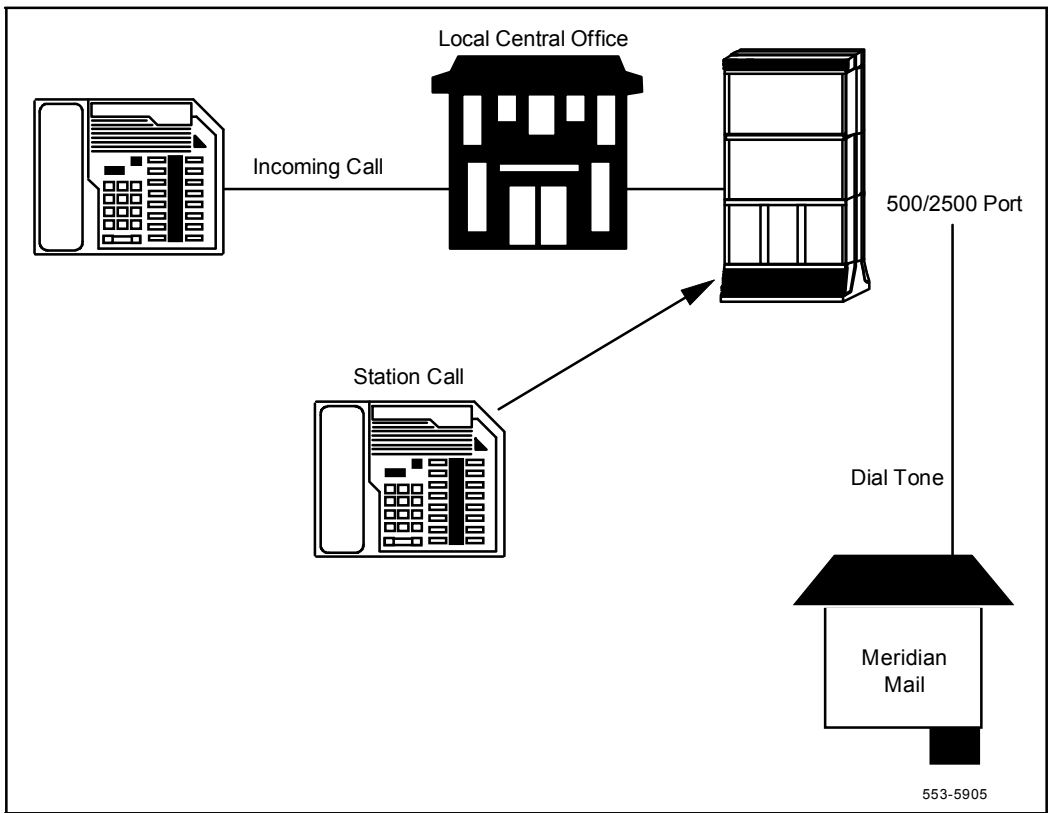 Local Central Office
Incoming Call
500/2500 Port
Station Call
Dial Tone
Meridian
Mail
553-5905